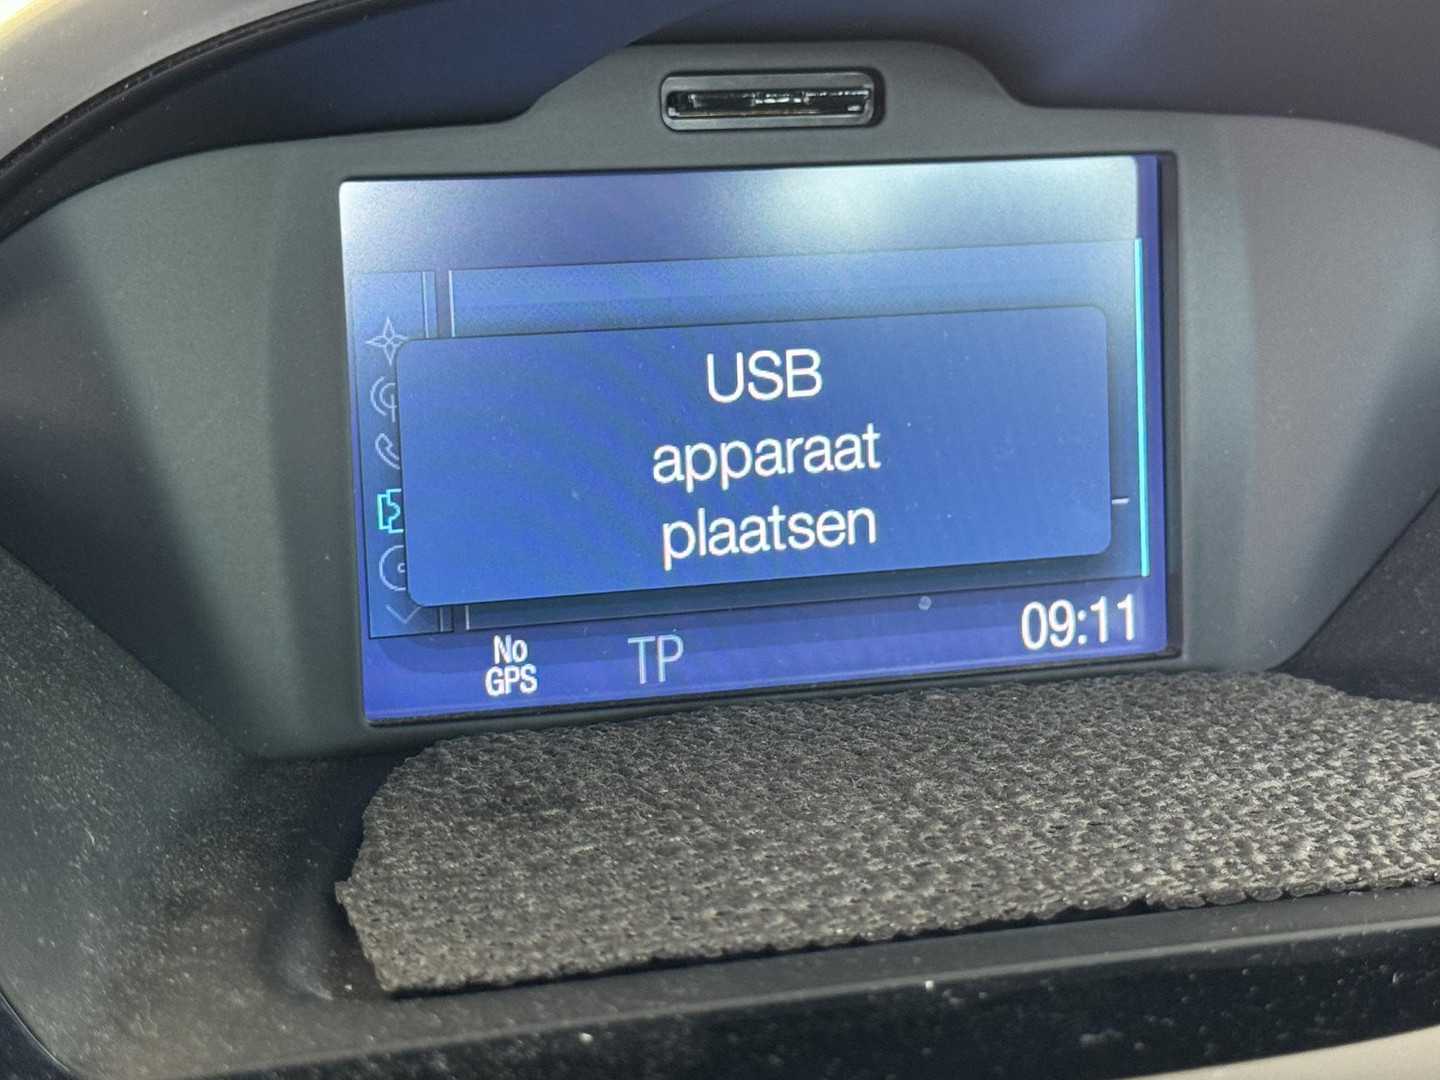 USB
apparaat
plaatsen
No
GPS
TP
09:11